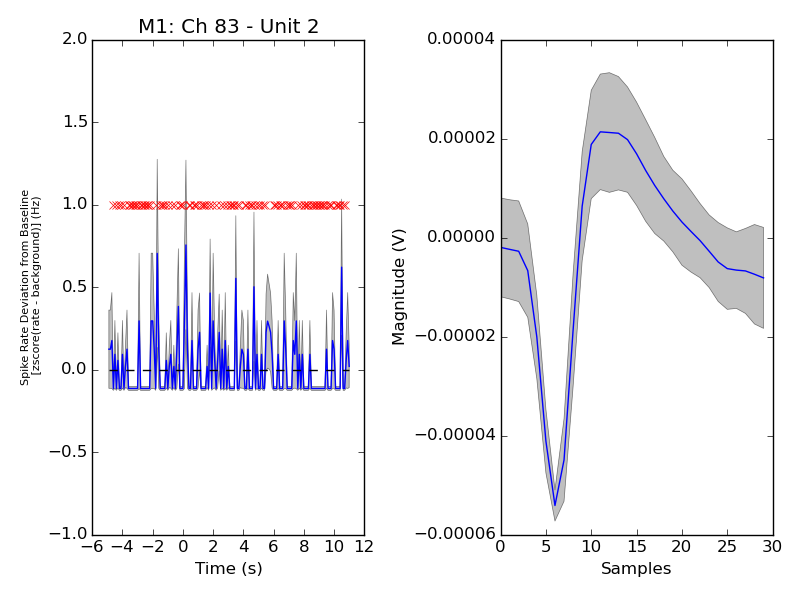 M1: Ch 83 - Unit 2
2.0
1.5
1.0
0.5
0.0
−0.5
−1.0
−6 −4 −2 0 2 4 6 8 10 12
Time (s)
Spike Rate Deviation from Baseline
[zscore(rate - background)] (Hz)
0.00004
0.00002
0.00000
−0.00002
−0.00004
−0.00006
0 5 10 15 20 25 30
Samples
Magnitude (V)